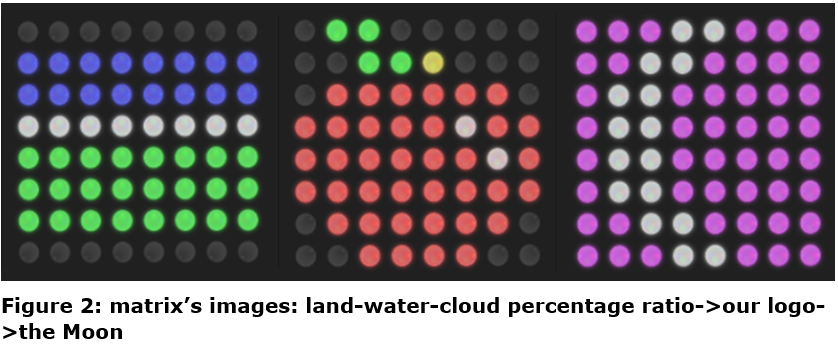 Figure 2: matrix’s images: land-water-cloud percentage ratio->our logo-
>the Moon